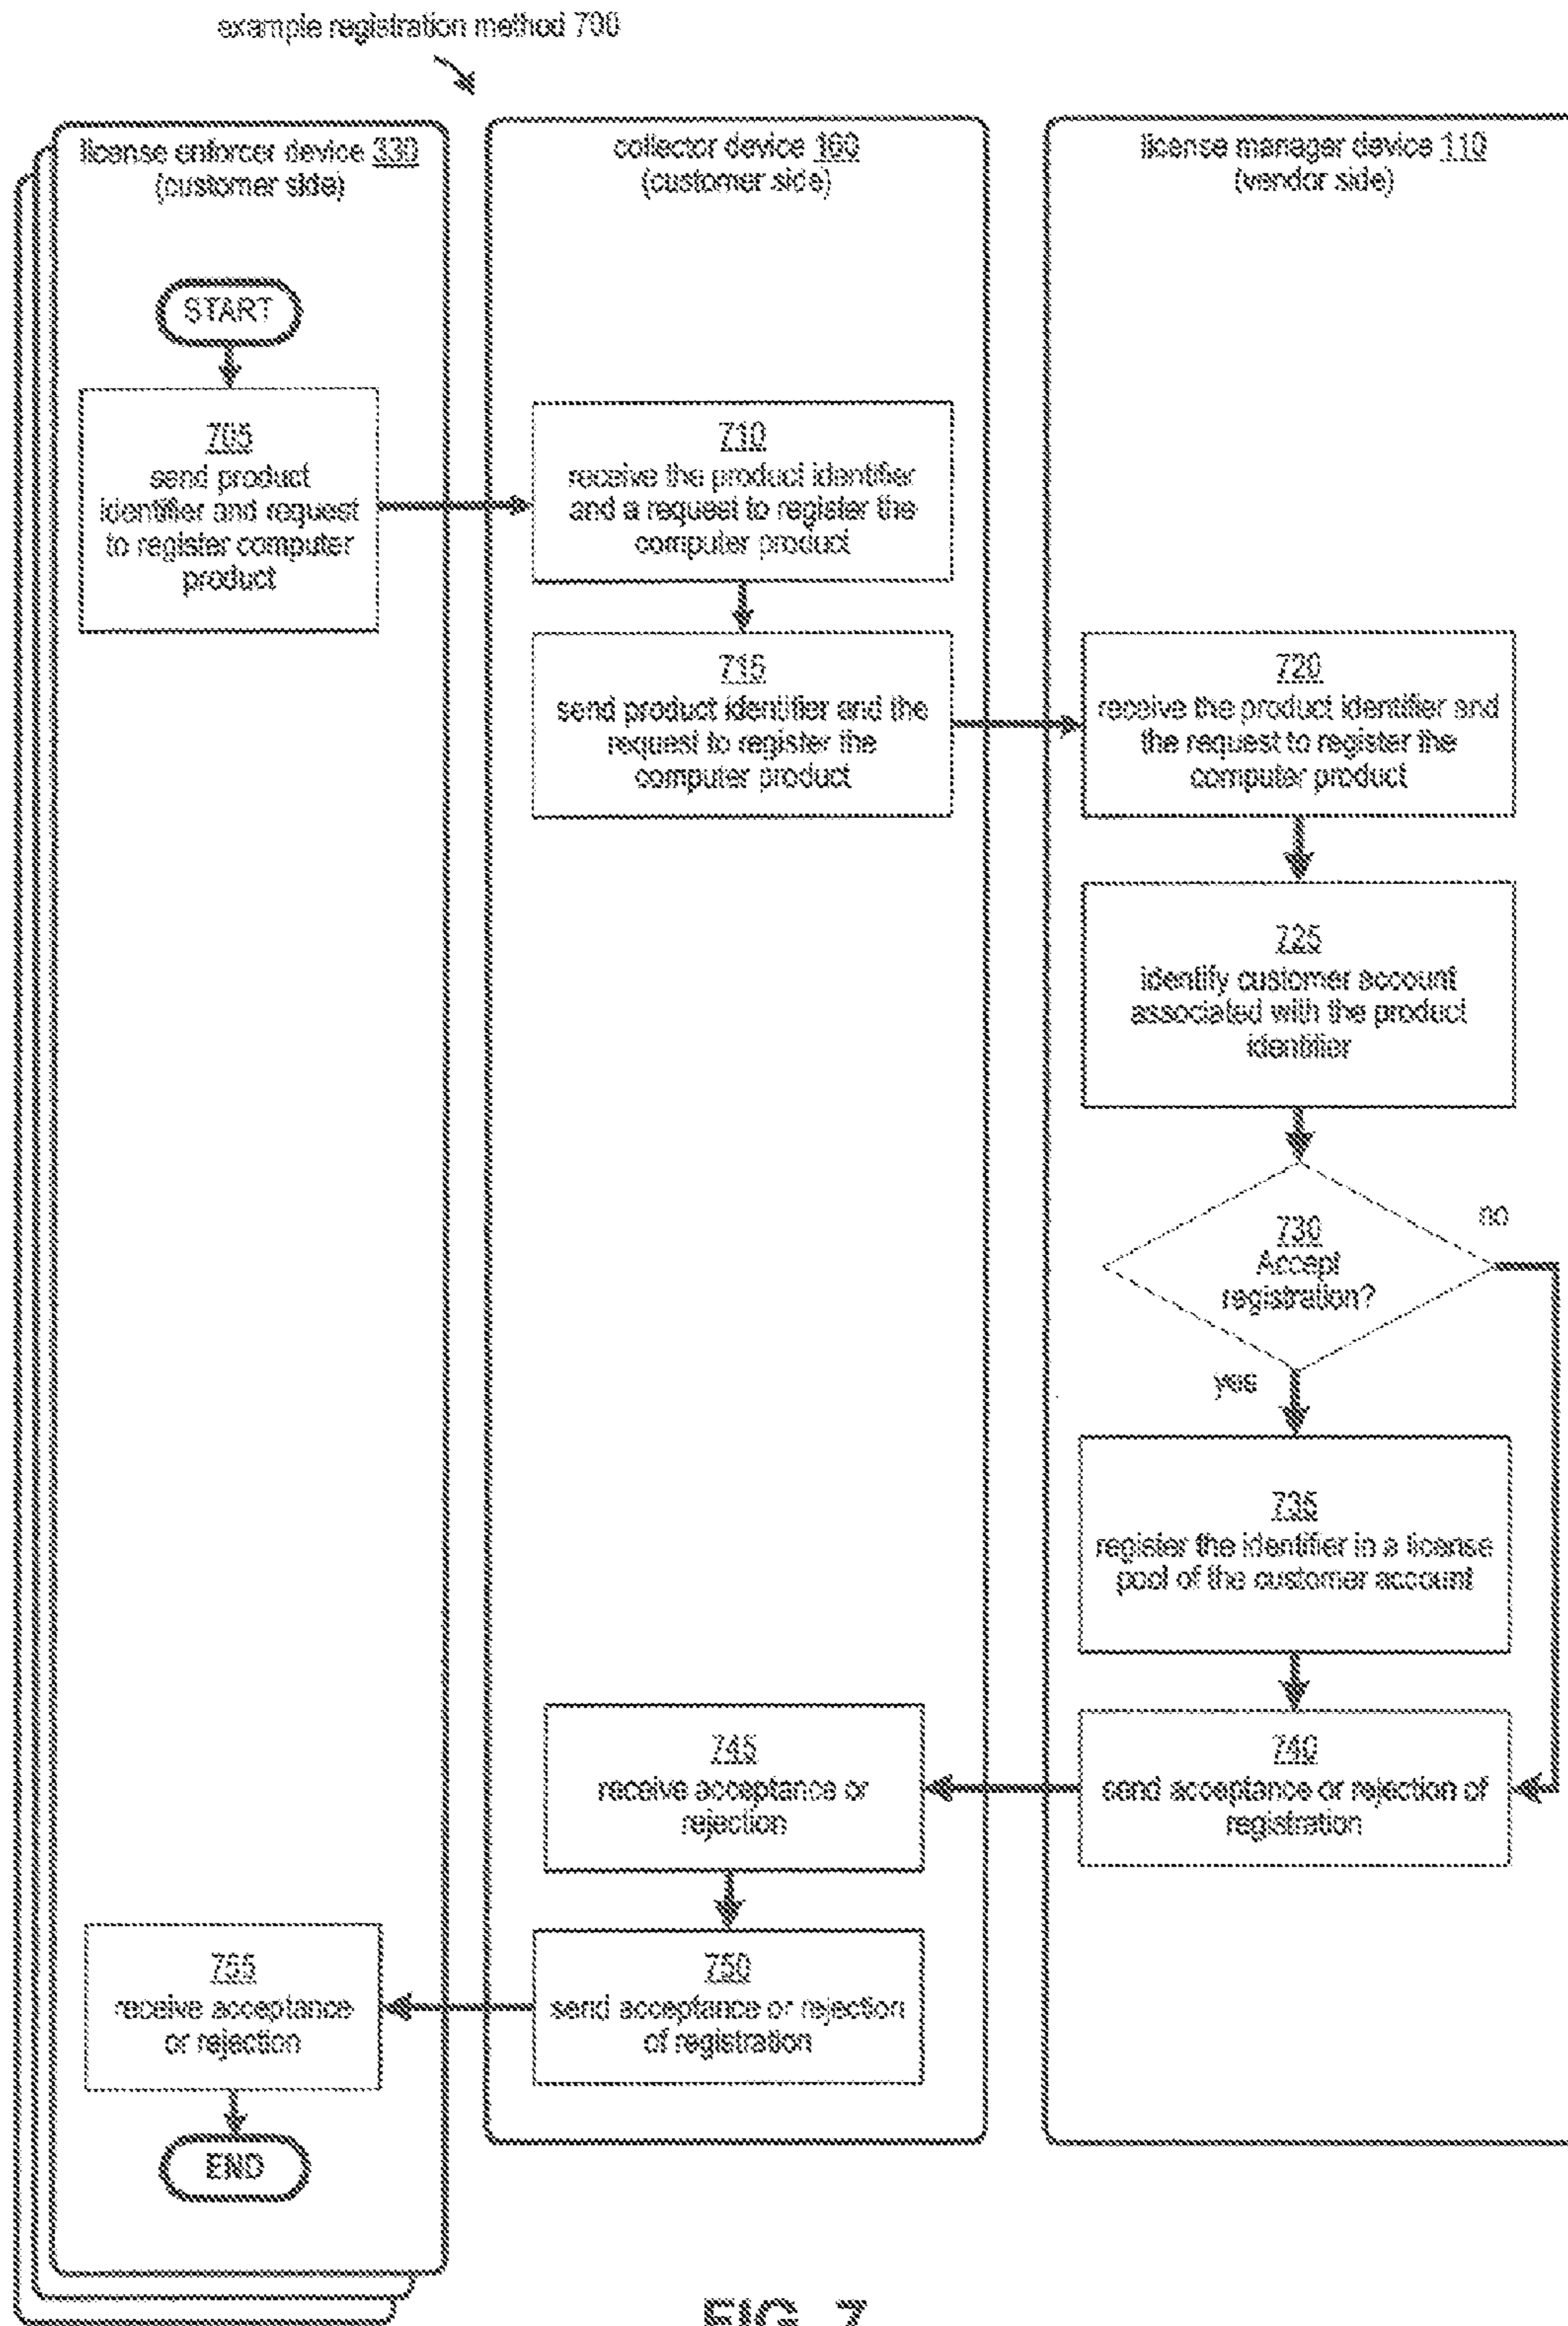 example registration method 700
license enforcer device 330
(customer side)
collector device 160
(customer side)
license manager device 110
(vendor side)
START
705
send product
identifier and request
to register computer
product
710
receive the product identifier
and a request to register the
computer product
715
send product identifier and the
request to register the
computer product
720
receive the product identifier and
the request to register the
computer product
725
identify customer account
associated with the product
identifier
730
Accept
registration?
no
yes
735
register the identifier in a license
pool of the customer account
740
send acceptance or rejection of
registration
745
receive acceptance or
rejection
750
send acceptance or rejection
of registration
755
receive acceptance
or rejection
END
FIG. 7